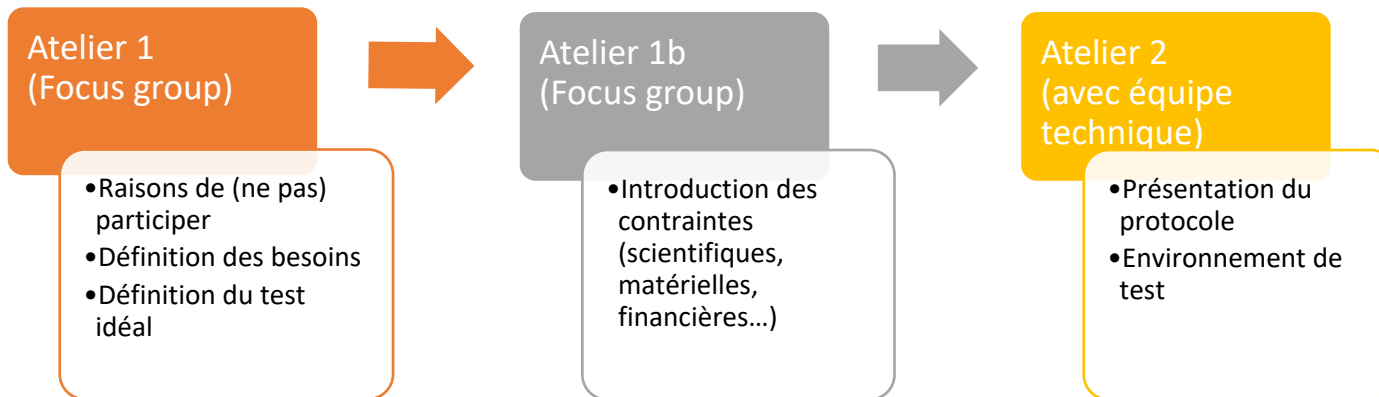 Atelier 1
(Focus group)
•Raisons de (ne pas)
participer
•Définition des besoins
•Définition du test
idéal
Atelier 1b
(Focus group)
•Introduction des
contraintes
(scientifiques,
matérielles,
financières…)
Atelier 2
(avec équipe
technique)
•Présentation du
protocole
•Environnement de
test